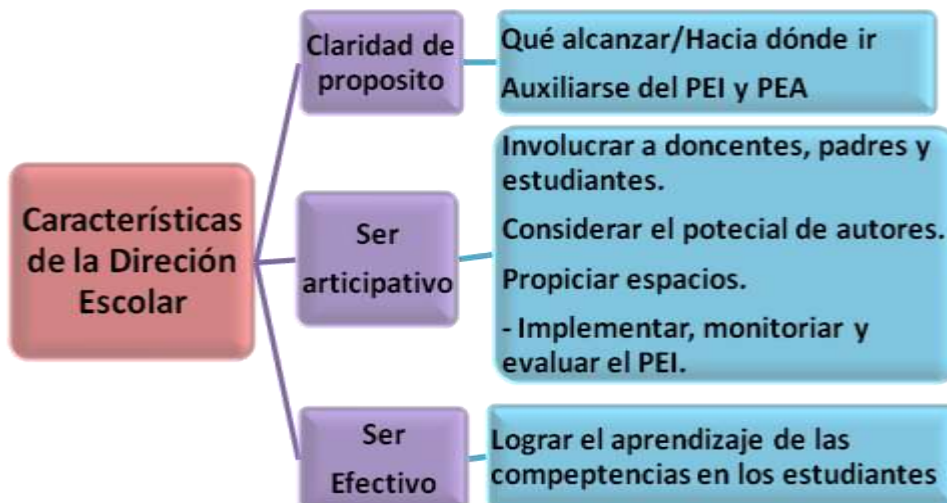 Característícas
de la Direción
Escolar
Claridad de
proposito
Qué alcanzar/Hacia dónde ir
Auxiliarse del PEI y PEA
Ser
articipativo
Involucrar a doncentes, padres y
estudiantes.
Considerar el potecial de autores.
Propiciar espacios.
- Implementar, monitoriar y
evaluar el PEI.
Ser
Efectivo
Lograr el aprendizaje de las
compeptencias en los estudiantes